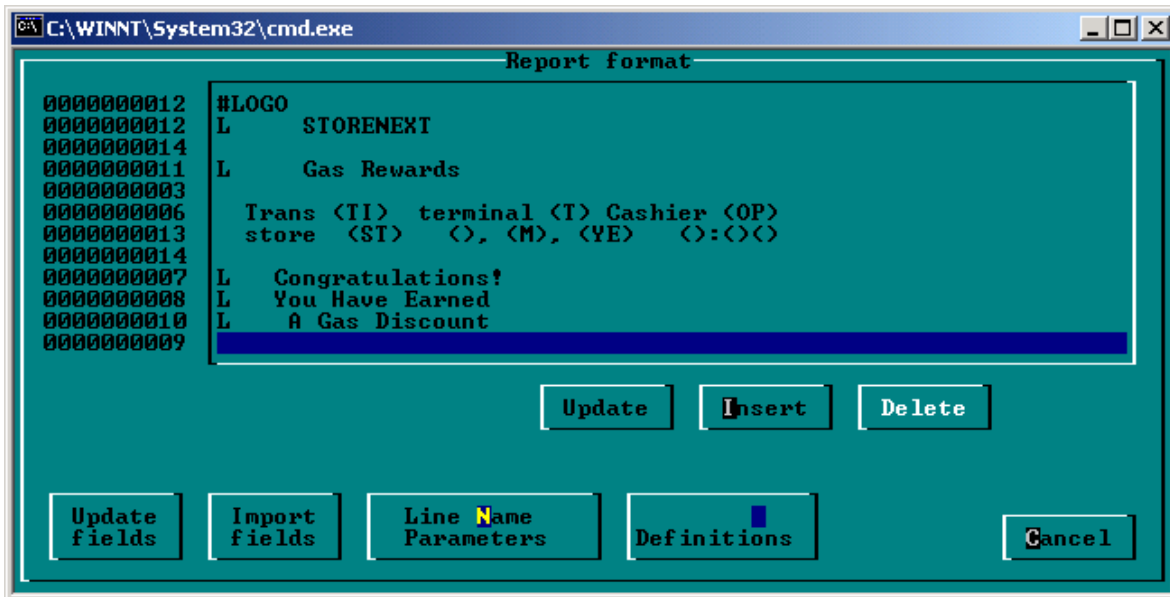 C:\WINNT\System32\cmd.exe
Report format
0000000012 #LOGO
0000000012 L STORENEXT
0000000014
0000000011 L Gas Rewards
0000000003
0000000006 Trans <TI> terminal <T> Cashier <OP>
0000000013 store <ST> <>, <M>, <YE> <>:<><>
0000000014
0000000007 L Congratulations!
0000000008 L You Have Earned
0000000010 L A Gas Discount
0000000009
Update Insert Delete
Update fields
Import fields
Line Name Parameters
Definitions
Cancel